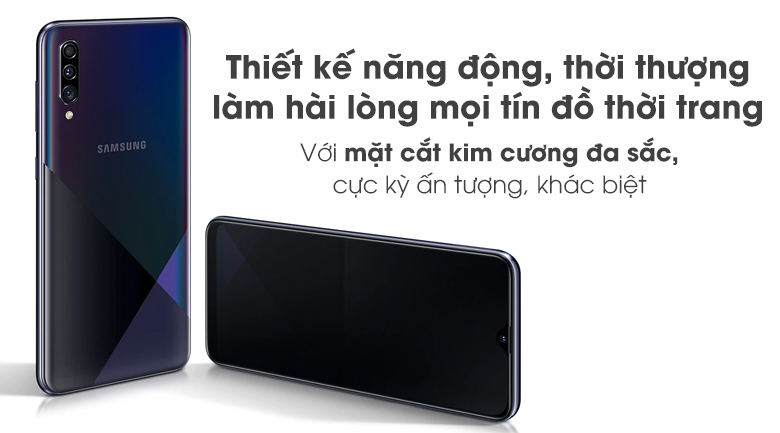 Thiết kế năng động, thời thượng
làm hài lòng mọi tín đồ thời trang
Với mặt cắt kim cương đa sắc,
cực kỳ ấn tượng, khác biệt
SAMSUNG